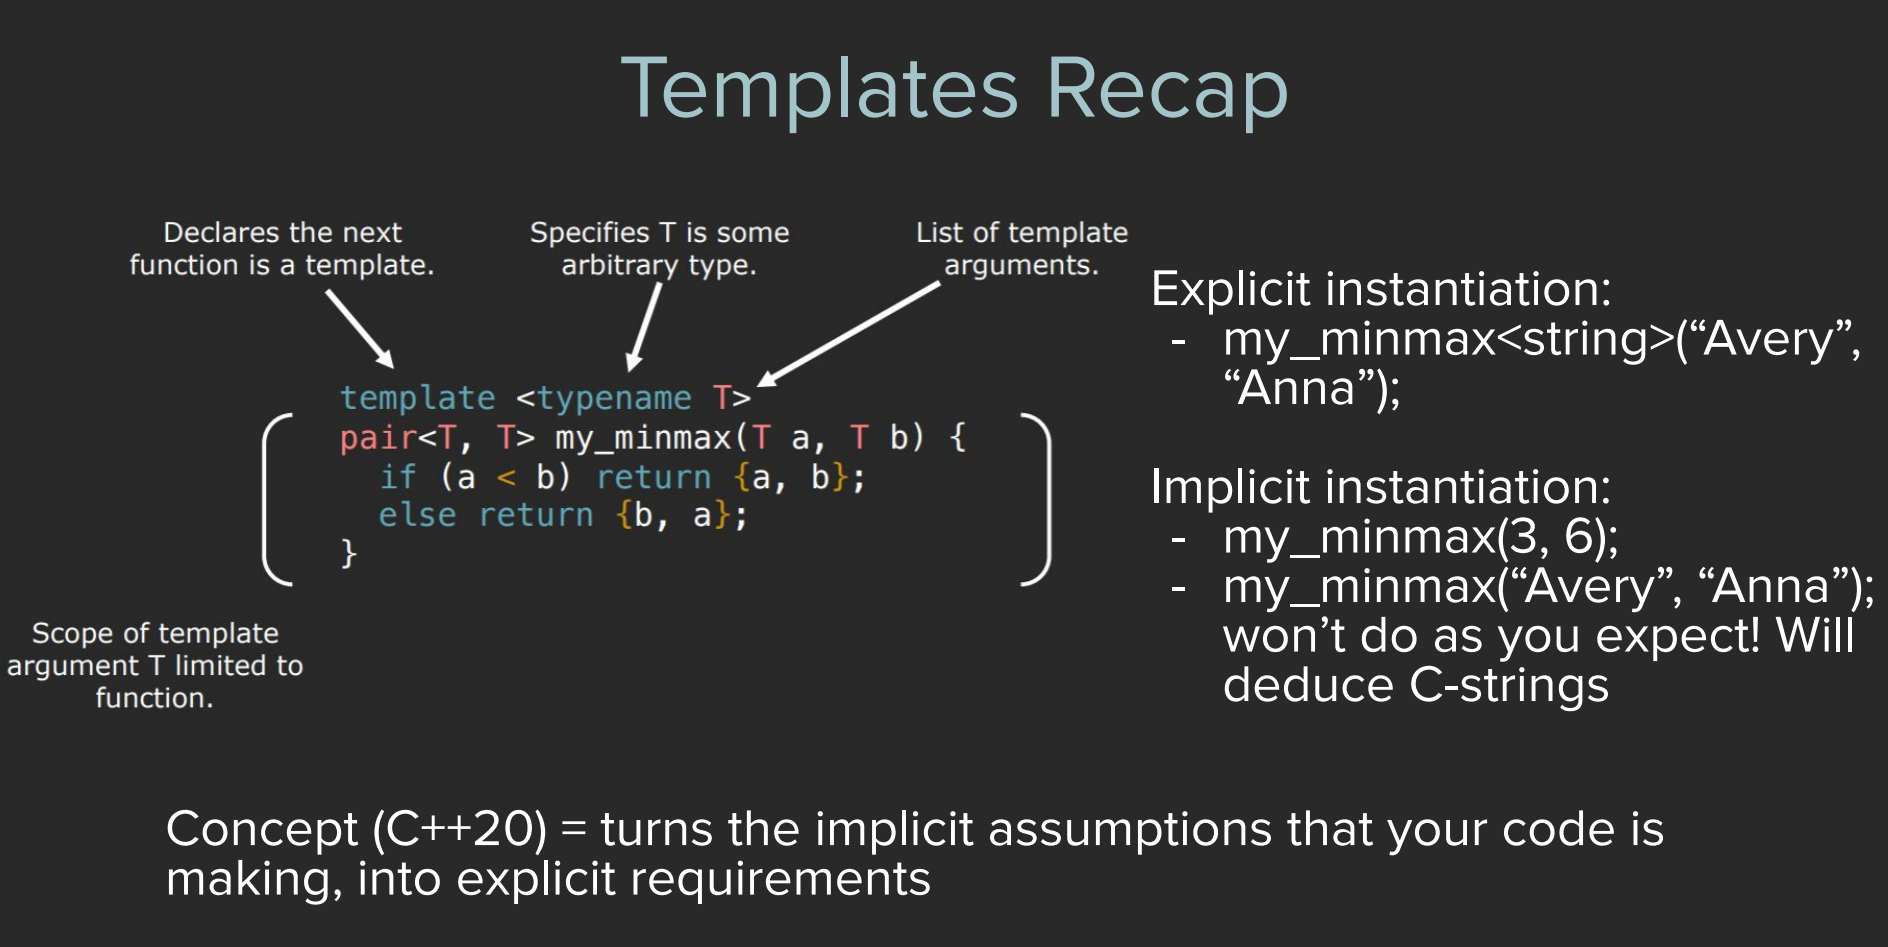 Templates Recap
Declares the next
function is a template.
Specifies T is some
arbitrary type.
List of template
arguments.
template <typename T>
pair<T, T> my_minmax(T a, T b) {
if (a < b) return {a, b};
else return {b, a};
}
Scope of template
argument T limited to
function.
Explicit instantiation:
- my_minmax<string>(“Avery”,
“Anna”);
Implicit instantiation:
- my_minmax(3, 6);
- my_minmax(“Avery”, “Anna”);
won’t do as you expect! Will
deduce C-strings
Concept (C++20) = turns the implicit assumptions that your code is
making, into explicit requirements